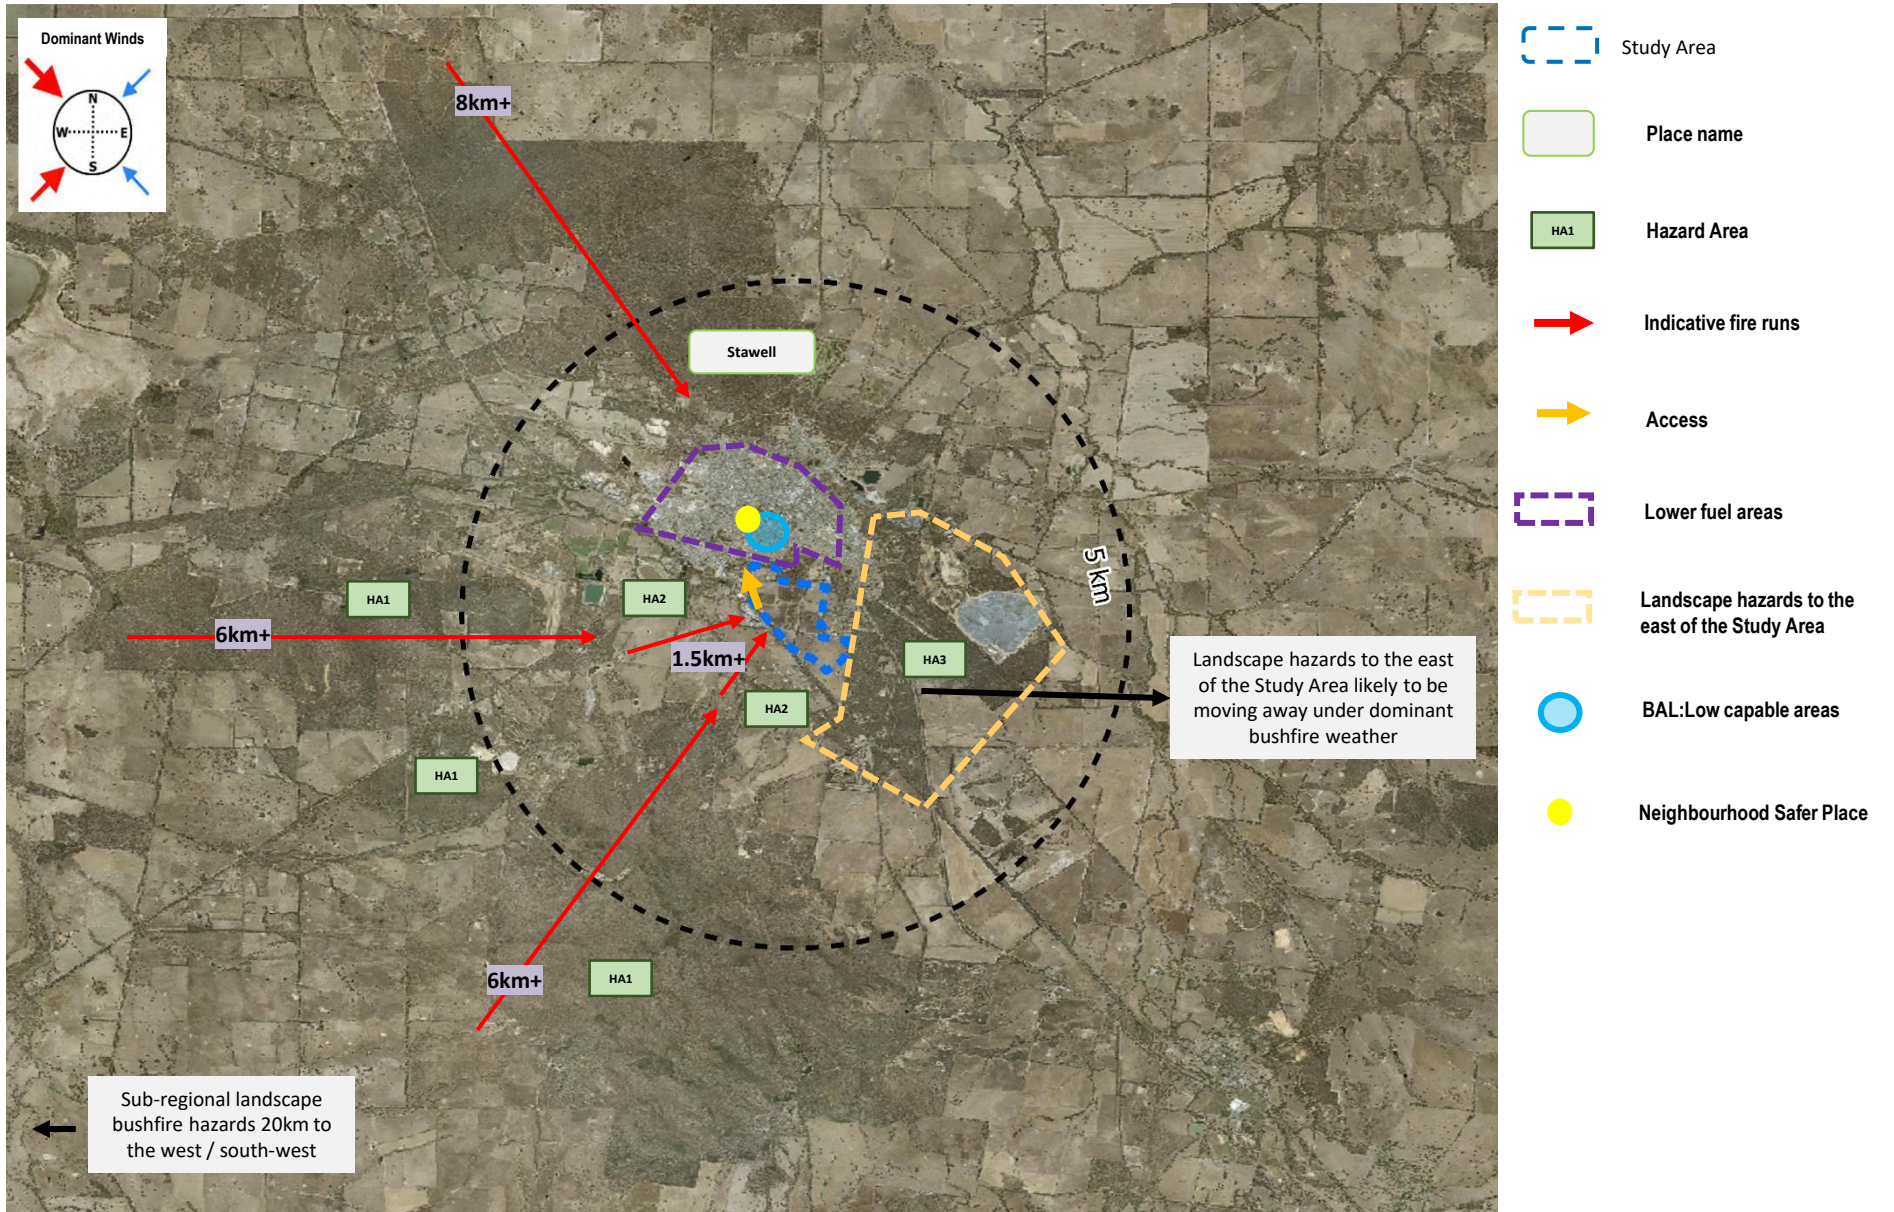 Dominant Winds
N
W
E
S
8km+
Stawell
5 km
HA1
HA2
6km+
1.5km+
HA3
HA2
HA1
6km+
HA1
Landscape hazards to the east
of the Study Area likely to be
moving away under dominant
bushfire weather
Sub-regional landscape
bushfire hazards 20km to
the west / south-west
Study Area
Place name
HA1
Hazard Area
Indicative fire runs
Access
Lower fuel areas
Landscape hazards to the
east of the Study Area
BAL:Low capable areas
Neighbourhood Safer Place